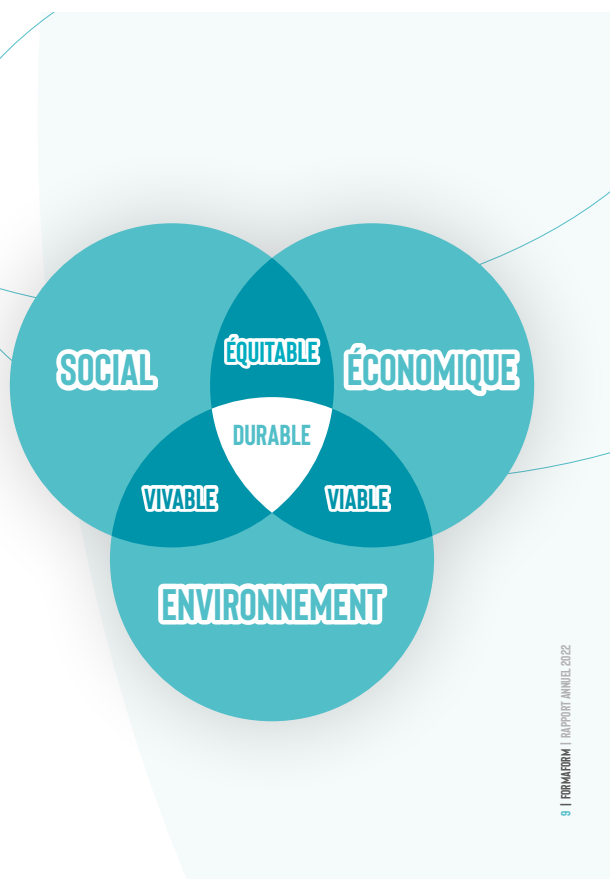 ÉQUITABLE
SOCIAL
ÉCONOMIQUE
DURABLE
VIVABLE
VIABLE
ENVIRONNEMENT
9 | FORMAFORM | RAPPORT ANNUEL 2022